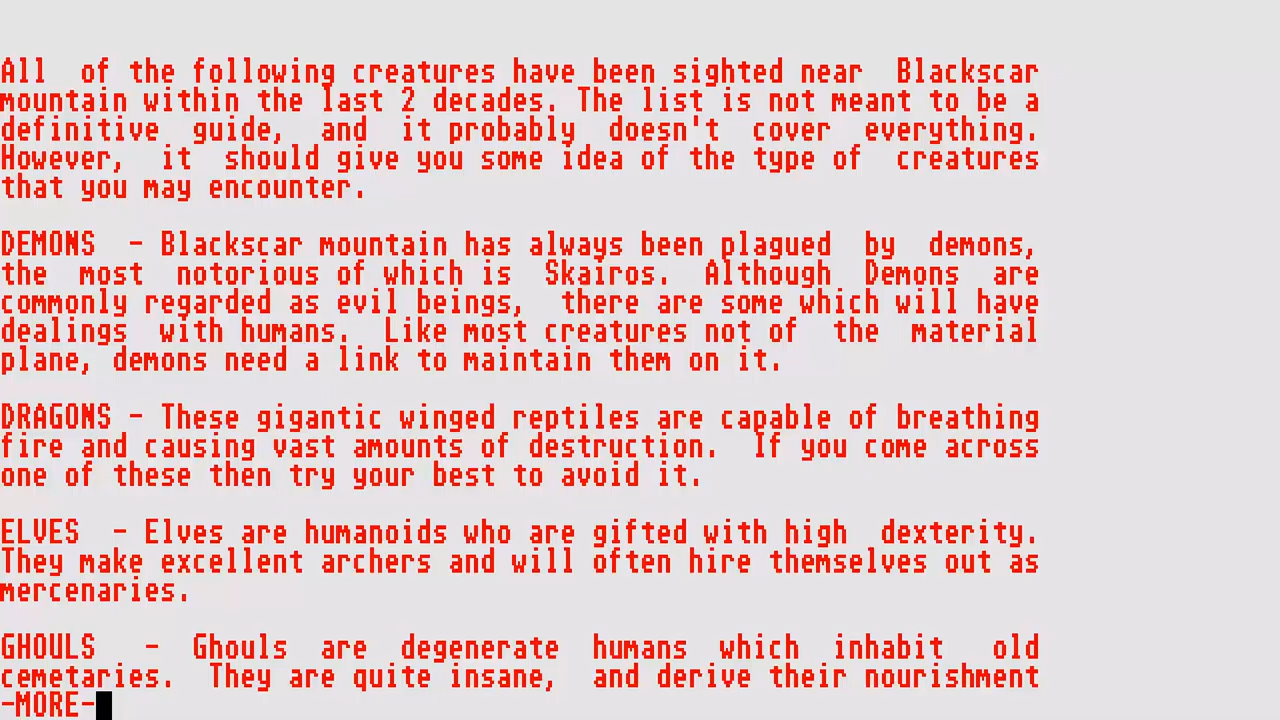 All of the following creatures have been sighted near Blackscar
mountain within the last 2 decades. The list is not meant to be a
definitive guide, and it probably doesn't cover everything.
However, it should give you some idea of the type of creatures
that you may encounter.
DEMONS - Blackscar mountain has always been plagued by demons,
the most notorious of which is Skairos. Although Demons are
commonly regarded as evil beings, there are some which will have
dealings with humans. Like most creatures not of the material
plane, demons need a link to maintain them on it.
DRAGONS - These gigantic winged reptiles are capable of breathing
fire and causing vast amounts of destruction. If you come across
one of these then try your best to avoid it.
ELVES - Elves are humanoids who are gifted with high dexterity.
They make excellent archers and will often hire themselves out as
mercenaries.
GHOULS - Ghouls are degenerate humans which inhabit old
cemetaries. They are quite insane, and derive their nourishment
-MORE-